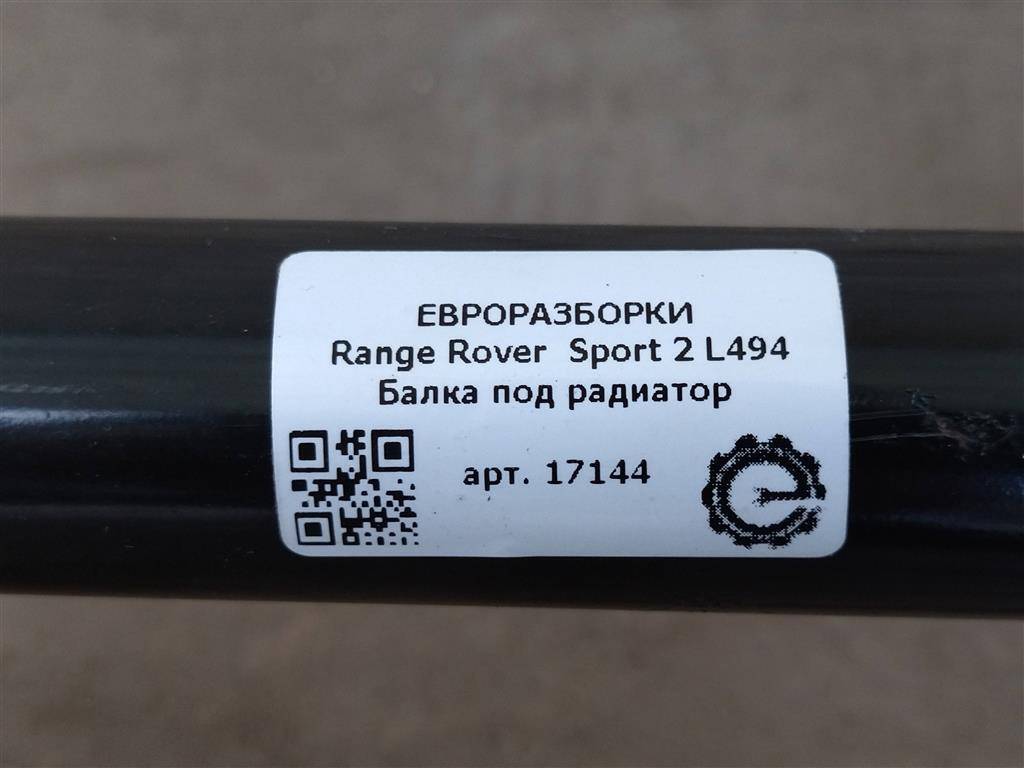 ЕВРОРАЗБОРКИ
Range Rover Sport 2 L494
Балка под радиатор
арт. 17144